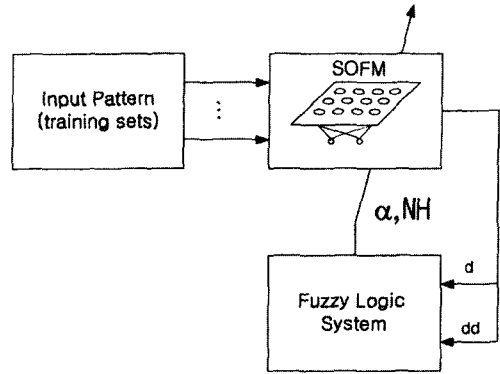 SOFM
Input Pattern
(training sets)
α,NH
Fuzzy Logic
System
d
dd